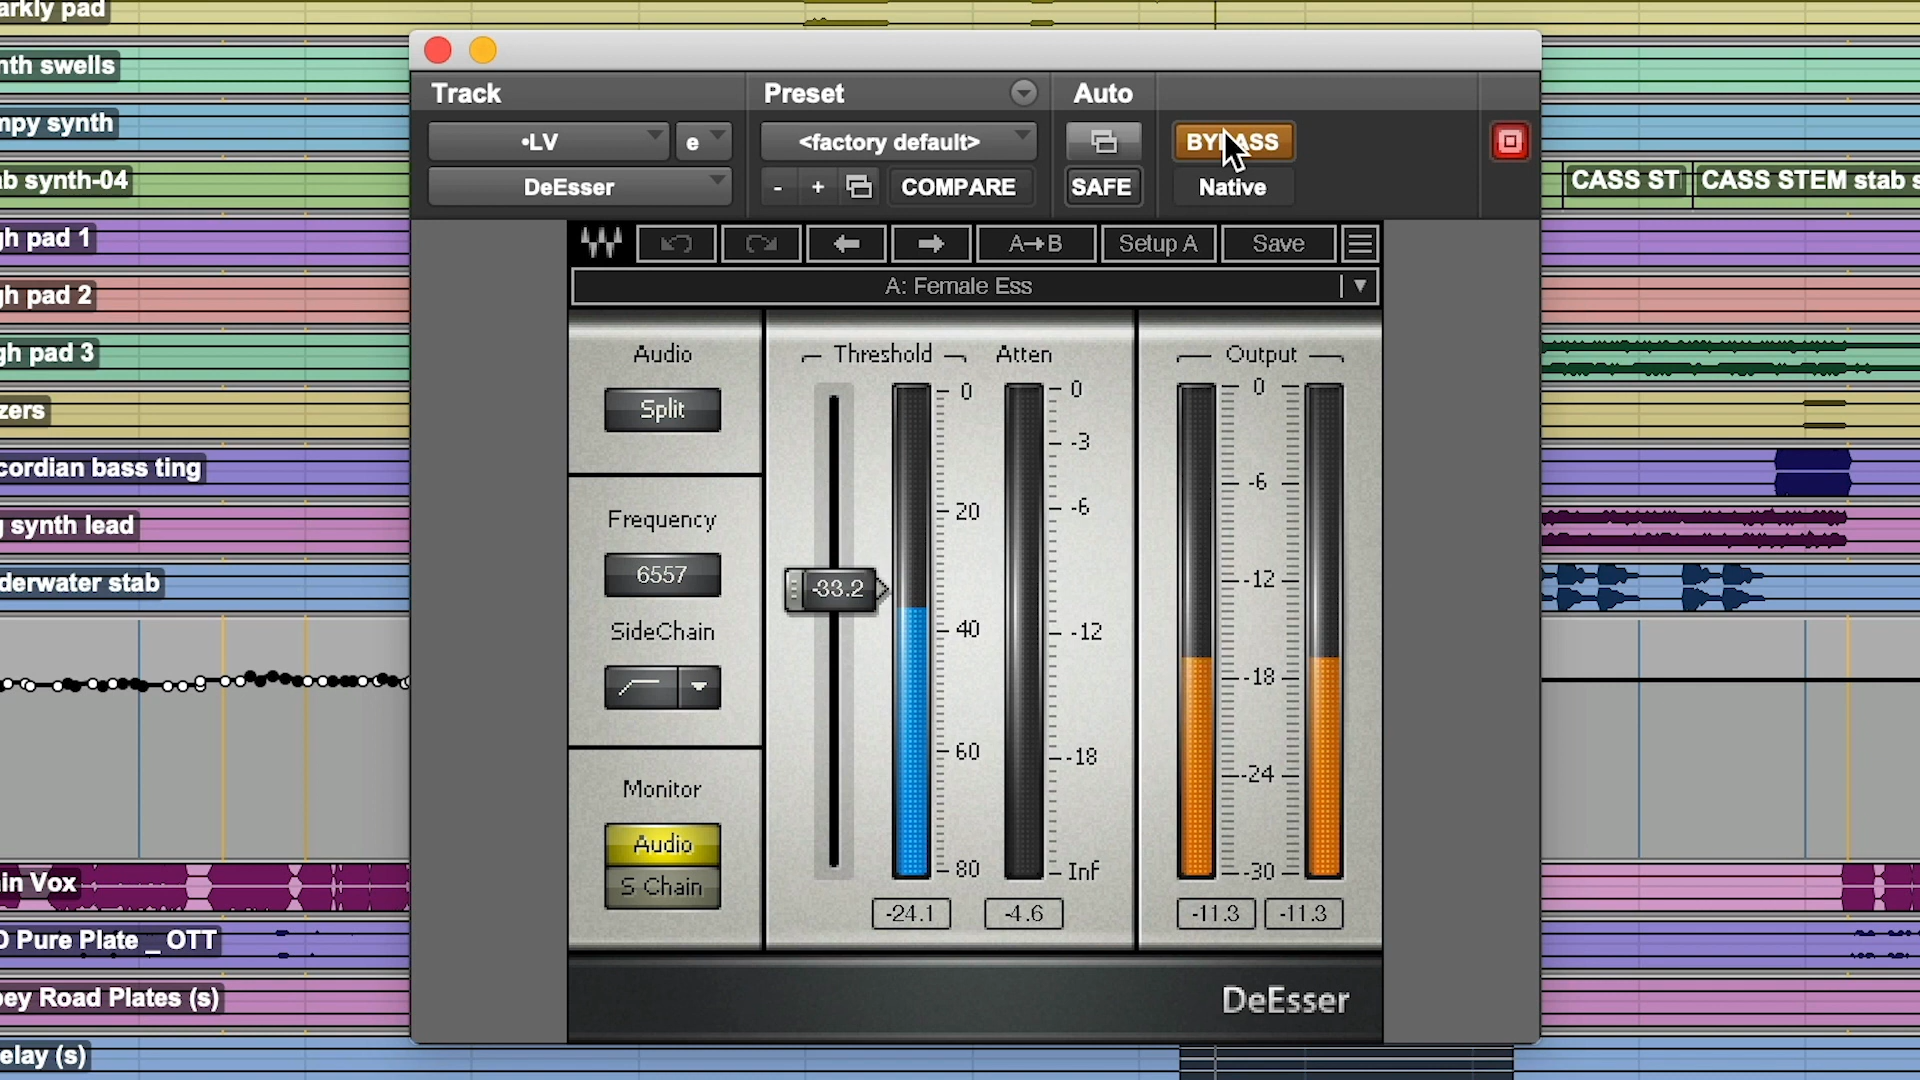 arkly pad
nth swells
mpy synth
ab synth-04
gh pad 1
gh pad 2
gh pad 3
zers
cordian bass ting
g synth lead
derwater stab
in Vox
D Pure Plate _ OTT
bey Road Plates (s)
elay (s)
Track
Preset
Auto
•LV
e
<factory default>
BYPASS
DeEsser
-
+
COMPARE
SAFE
Native
CASS ST
CASS STEM stab s
A→B
Setup A
Save
A: Female Ess
Audio
Split
Frequency
6557
SideChain
Monitor
Audio
S Chain
Threshold
Atten
-33.2
0
20
40
60
80
0
-3
-6
-12
-18
Inf
-24.1
-4.6
Output
0
-6
-12
-18
-24
-30
-11.3
-11.3
DeEsser